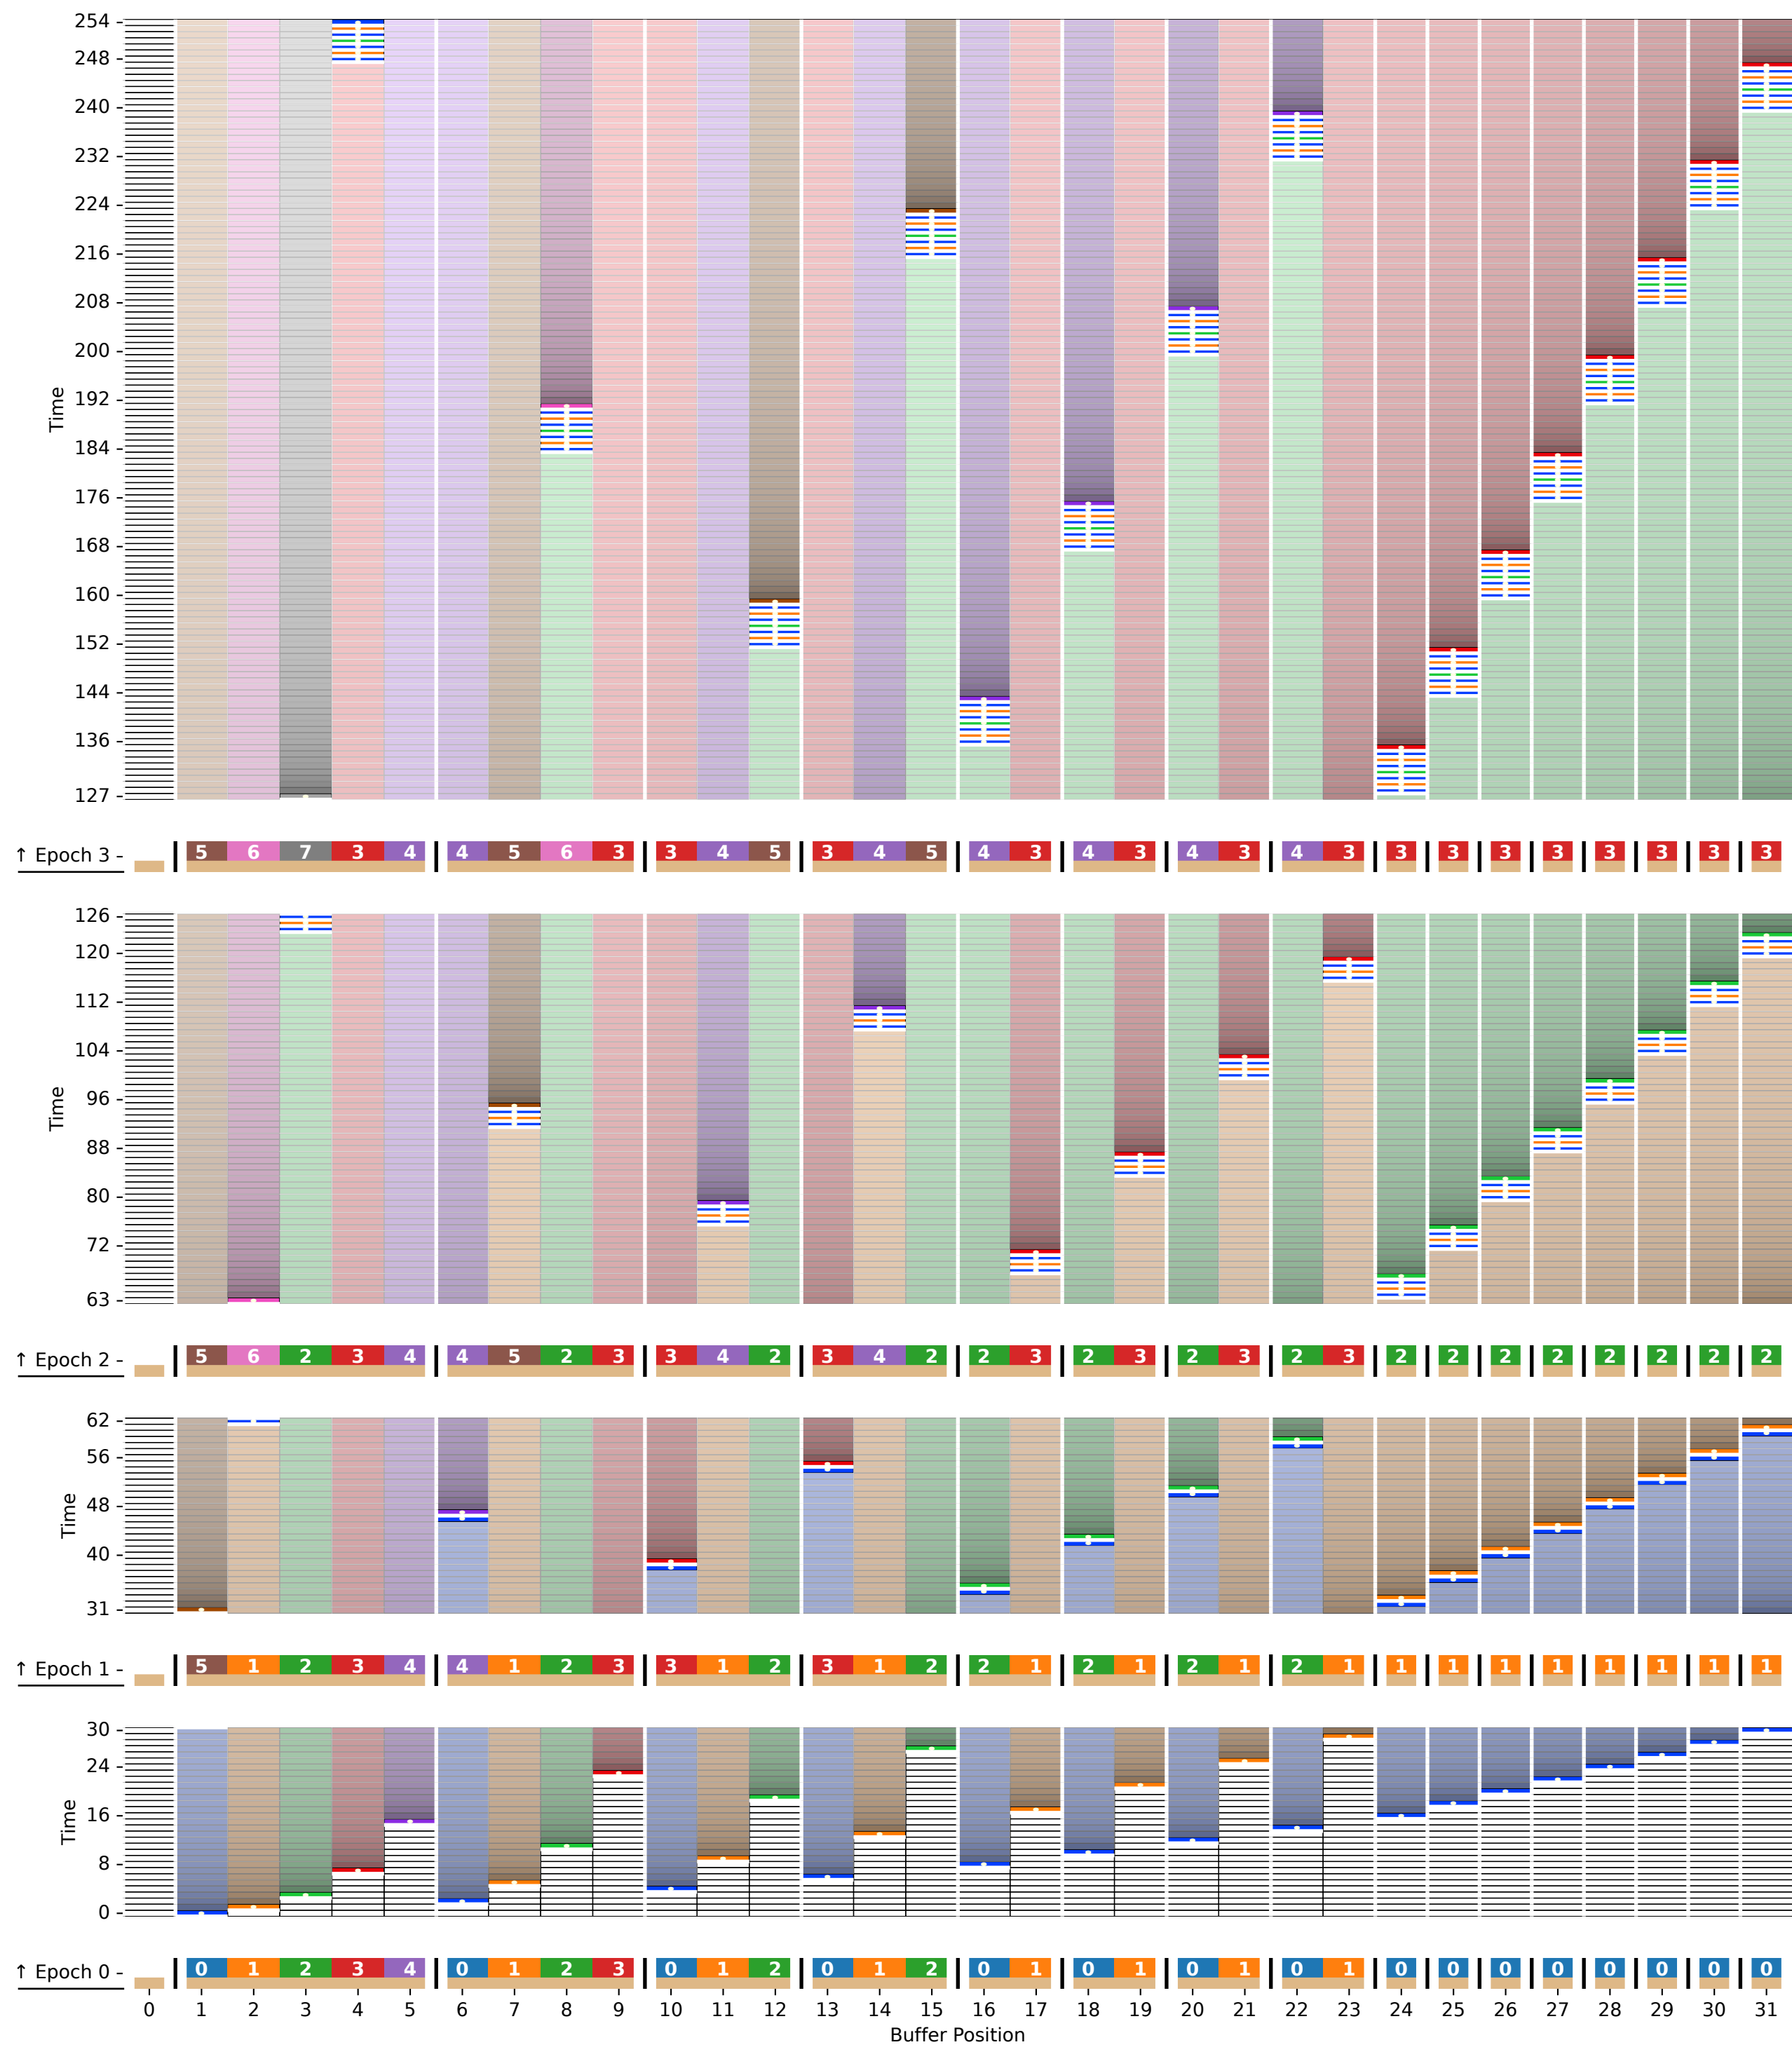 254
248
240
232
224
216
208
200
192
184
176
168
160
152
144
136
127
Time
↑ Epoch 3
5 6 7 3 4 4 5 6 3 3 4 5 3 4 5 4 3 4 3 4 3 4 3 3 3 3 3 3 3 3 3
126
120
112
104
96
88
80
72
63
Time
↑ Epoch 2
5 6 2 3 4 4 5 2 3 3 4 2 3 4 2 2 3 2 3 2 3 2 3 2 2 2 2 2 2 2 2
62
56
48
40
31
Time
↑ Epoch 1
5 1 2 3 4 4 1 2 3 3 1 2 3 1 2 2 1 2 1 2 1 2 1 1 1 1 1 1 1 1 1
30
24
16
8
0
Time
↑ Epoch 0
0 1 2 3 4 0 1 2 3 0 1 2 0 1 2 0 1 0 1 0 1 0 1 0 0 0 0 0 0 0 0
0 1 2 3 4 5 6 7 8 9 10 11 12 13 14 15 16 17 18 19 20 21 22 23 24 25 26 27 28 29 30 31
Buffer Position